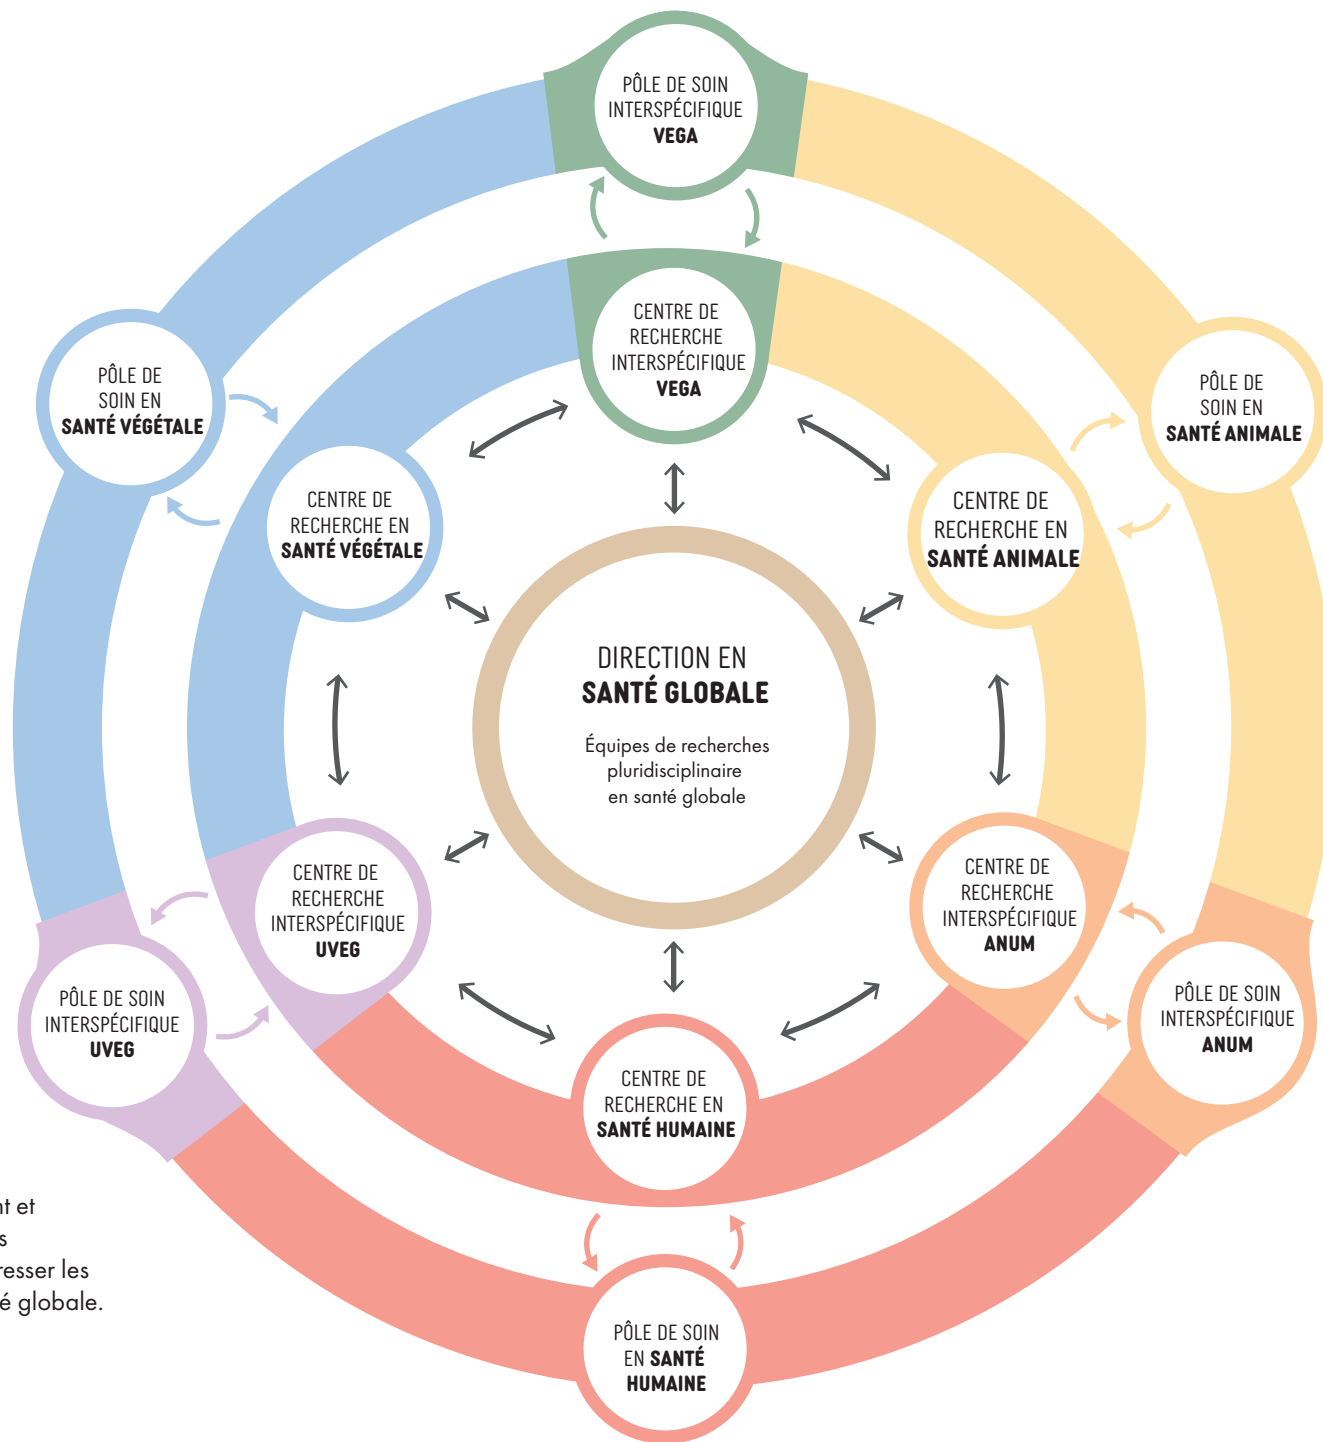 PÔLE DE SOIN
INTERSPÉCIFIQUE
VEGA
CENTRE DE
RECHERCHE
INTERSPÉCIFIQUE
VEGA
PÔLE DE
SOIN EN
SANTÉ VÉGÉTALE
PÔLE DE
SOIN EN
SANTÉ ANIMALE
CENTRE DE
RECHERCHE EN
SANTÉ VÉGÉTALE
CENTRE DE
RECHERCHE EN
SANTÉ ANIMALE
DIRECTION EN
SANTÉ GLOBALE
Équipes de recherches
pluridisciplinaire
en santé globale
CENTRE DE
RECHERCHE
INTERSPÉCIFIQUE
UVEG
CENTRE DE
RECHERCHE
INTERSPÉCIFIQUE
ANUM
PÔLE DE SOIN
INTERSPÉCIFIQUE
UVEG
PÔLE DE SOIN
INTERSPÉCIFIQUE
ANUM
CENTRE DE
RECHERCHE EN
SANTÉ HUMAINE
et
les
globale.
PÔLE DE SOIN
EN SANTÉ
HUMAINE